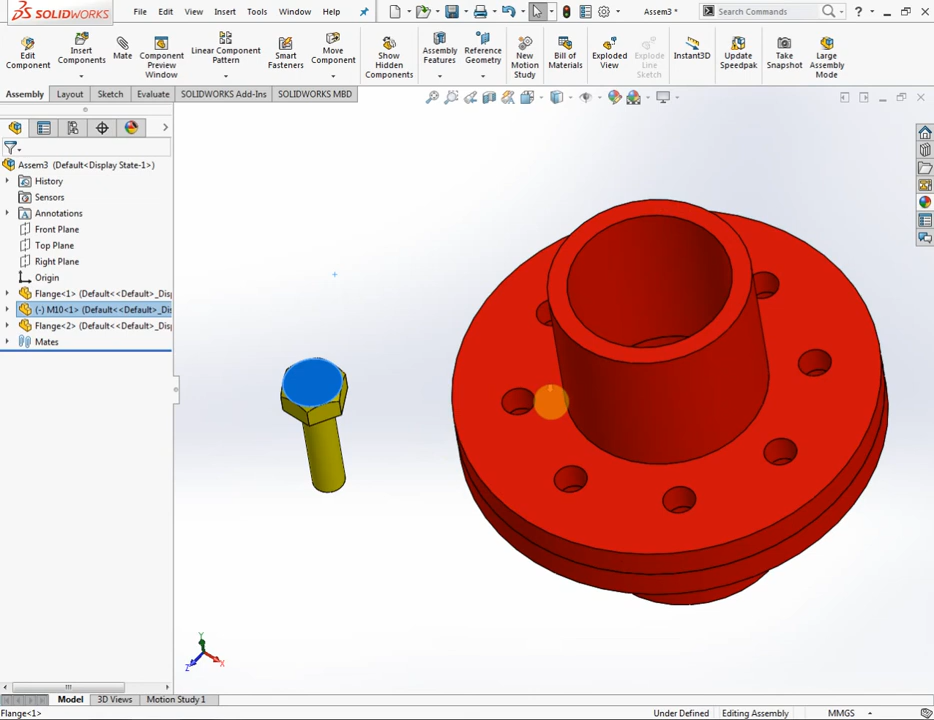 SOLIDWORKS File Edit View Insert Tools Window Help Assem3 * Search Commands
Edit Component
Insert Components
Mate
Component Preview Window
Linear Component Pattern
Smart Fasteners
Move Component
Show Hidden Components
Assembly Features
Reference Geometry
New Motion Study
Bill of Materials
Exploded View
Explode Line Sketch
Instant3D
Update Speedpak
Take Snapshot
Large Assembly Mode
Assembly Layout Sketch Evaluate SOLIDWORKS Add-Ins SOLIDWORKS MBD
Assem3 (Default<Display State-1>)
History
Sensors
Annotations
Front Plane
Top Plane
Right Plane
Origin
Flange<1> (Default<<Default>_Disp
(-) M10<1> (Default<<Default>_Dis
Flange<2> (Default<<Default>_Disp
Mates
Y
Z X
Model 3D Views Motion Study 1
Flange<1> Under Defined Editing Assembly MMGS